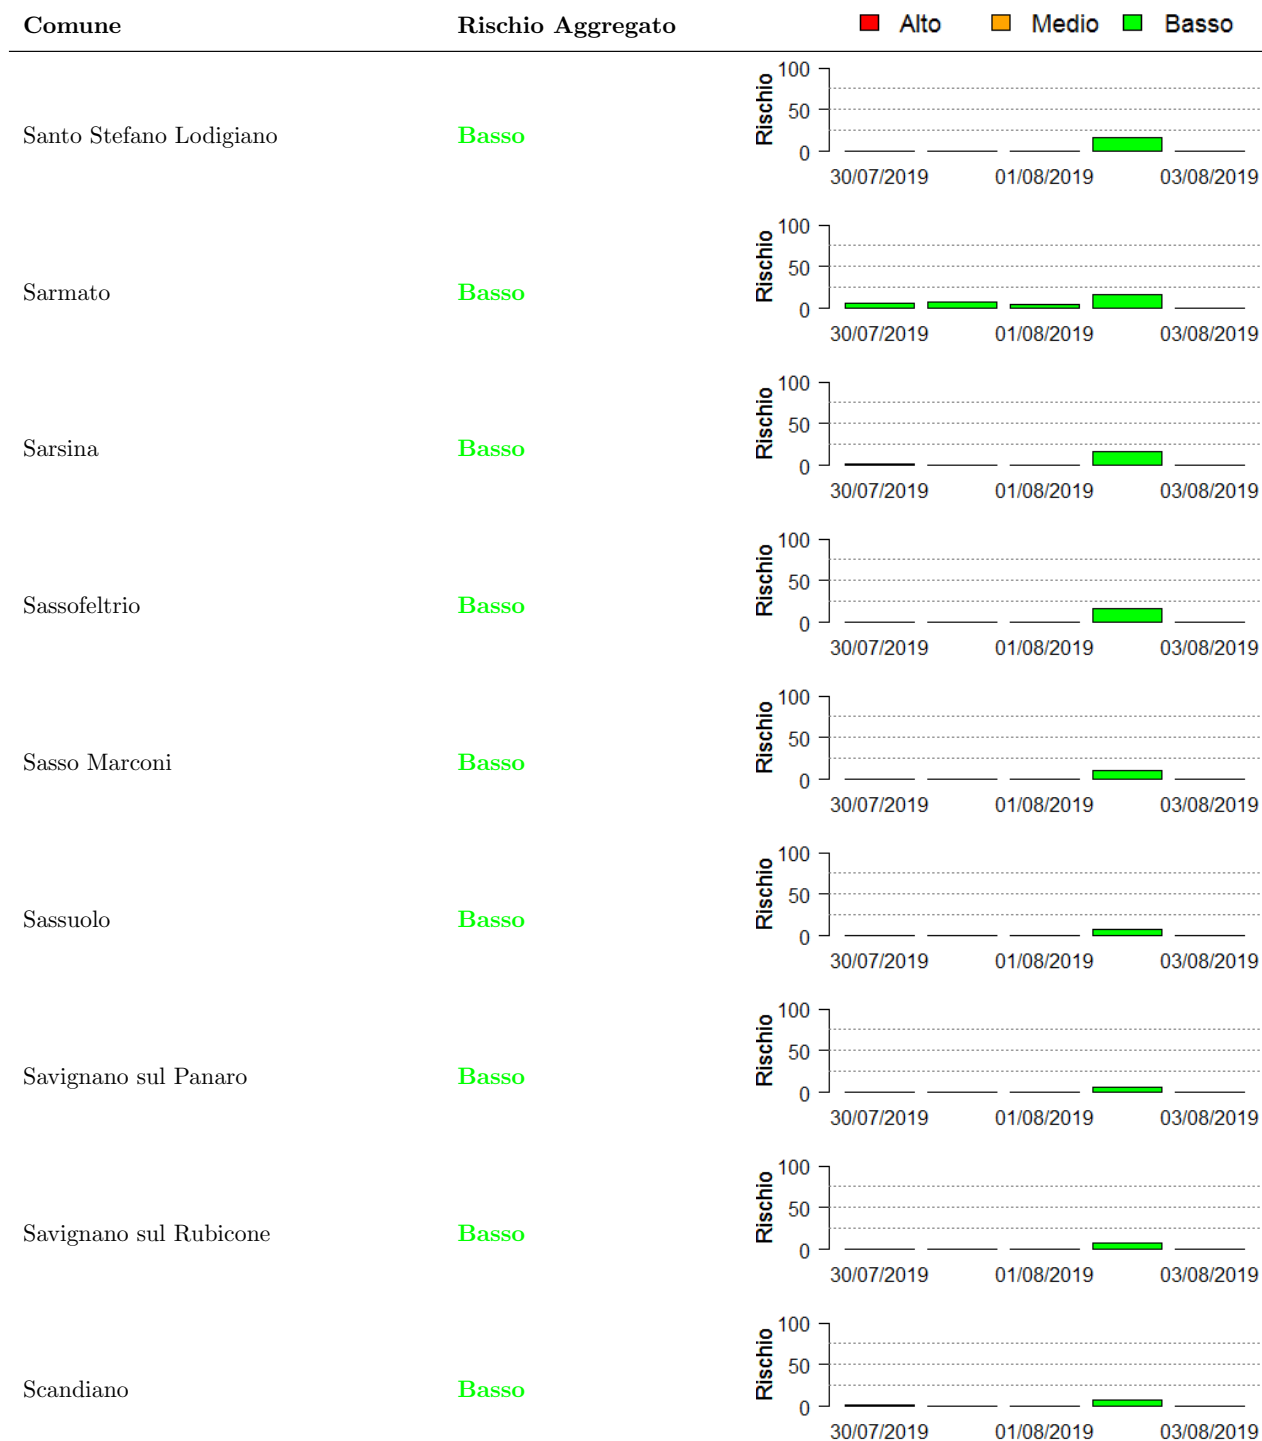 Comune Rischio Aggregato Alto Medio Basso
Santo Stefano Lodigiano Basso Rischio 100 50 0
30/07/2019 01/08/2019 03/08/2019
Sarmato Basso Rischio 100 50 0
30/07/2019 01/08/2019 03/08/2019
Sarsina Basso Rischio 100 50 0
30/07/2019 01/08/2019 03/08/2019
Sassofeltrio Basso Rischio 100 50 0
30/07/2019 01/08/2019 03/08/2019
Sasso Marconi Basso Rischio 100 50 0
30/07/2019 01/08/2019 03/08/2019
Sassuolo Basso Rischio 100 50 0
30/07/2019 01/08/2019 03/08/2019
Savignano sul Panaro Basso Rischio 100 50 0
30/07/2019 01/08/2019 03/08/2019
Savignano sul Rubicone Basso Rischio 100 50 0
30/07/2019 01/08/2019 03/08/2019
Scandiano Basso Rischio 100 50 0
30/07/2019 01/08/2019 03/08/2019